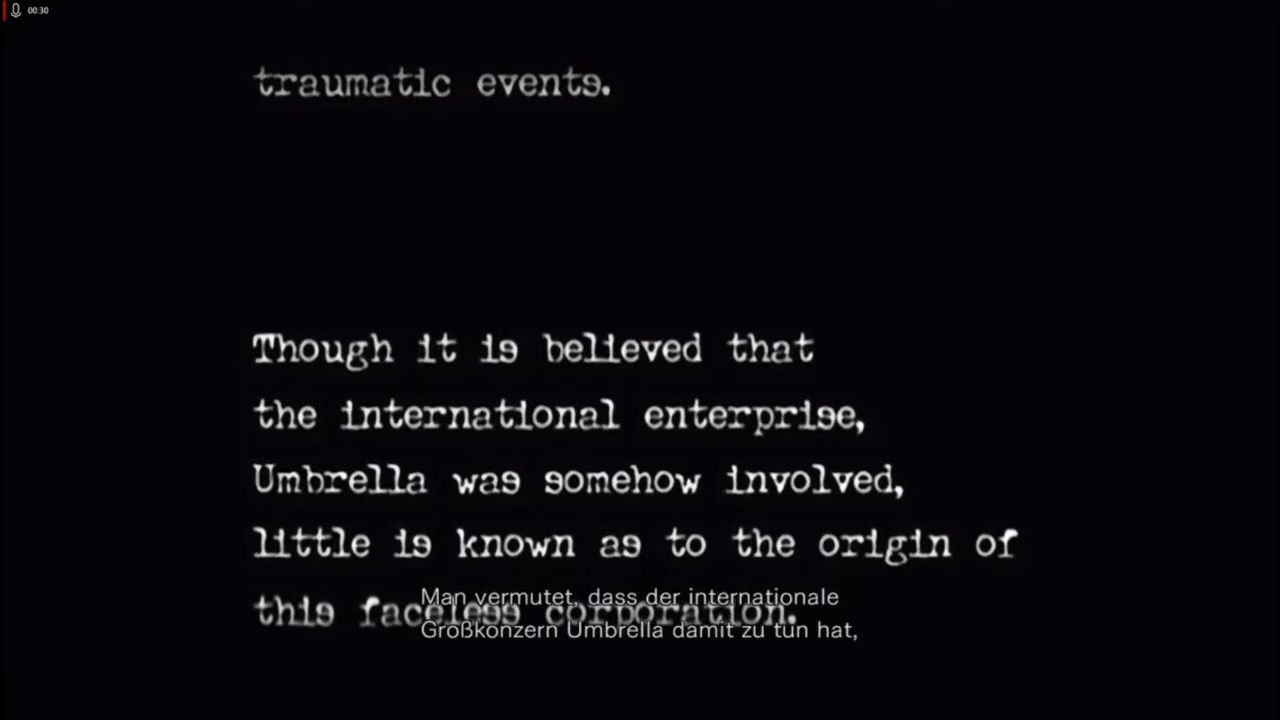 00:30
traumatic events.
Though it is believed that
the international enterprise,
Umbrella was somehow involved,
little is known as to the origin of
this faceless corporation.
Man vermutet, dass der internationale
Großkonzern Umbrella damit zu tun hat,